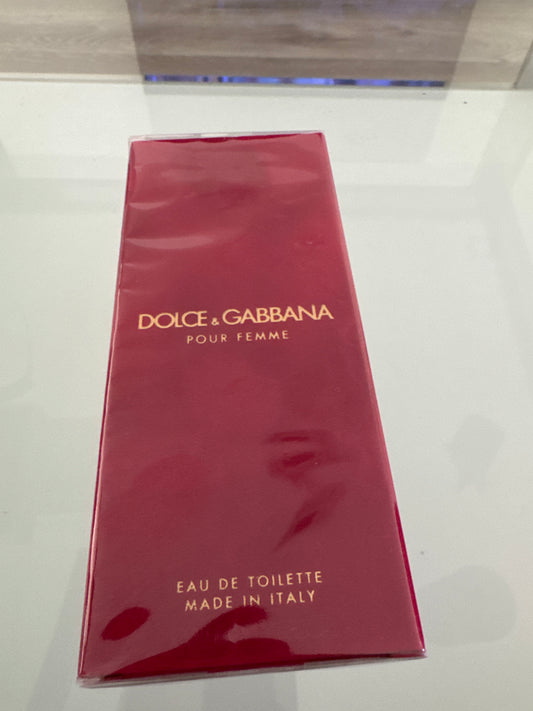 DOLCE & GABBANA
POUR FEMME
EAU DE TOILETTE
MADE IN ITALY